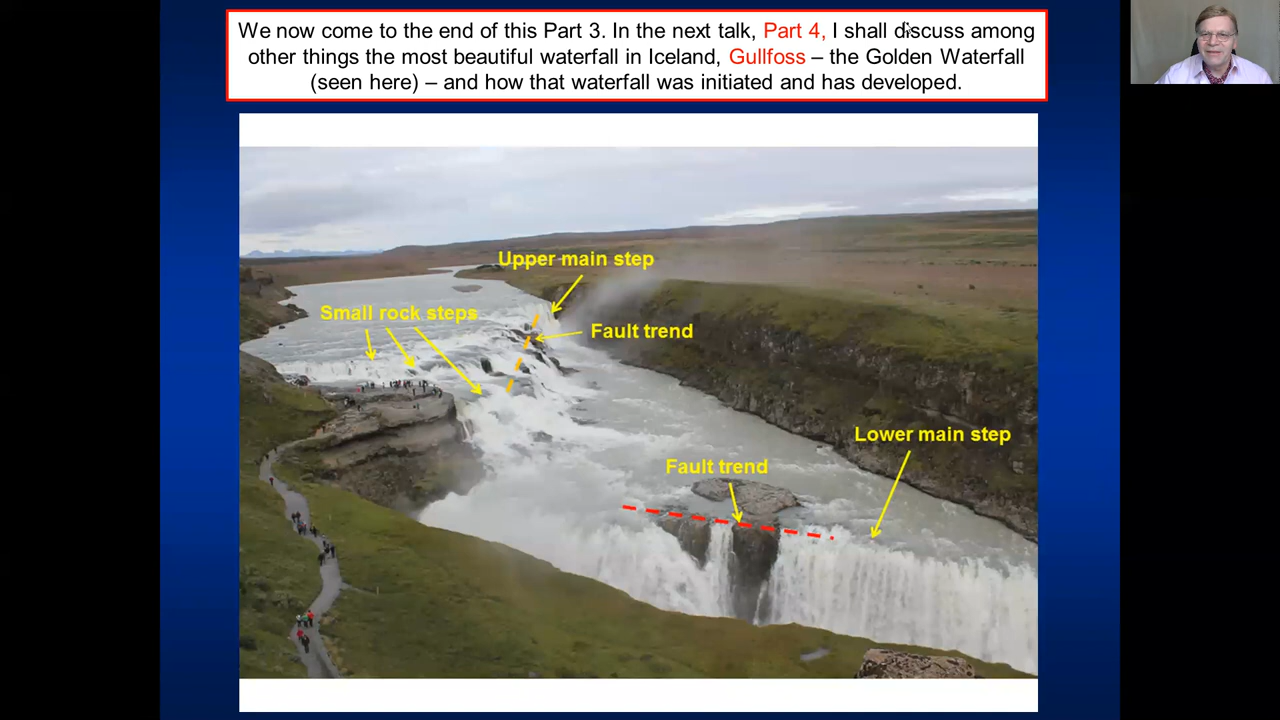 We now come to the end of this Part 3. In the next talk, Part 4, I shall discuss among
other things the most beautiful waterfall in Iceland, Gullfoss – the Golden Waterfall
(seen here) – and how that waterfall was initiated and has developed.
Upper main step
Small rock steps
Fault trend
Lower main step
Fault trend